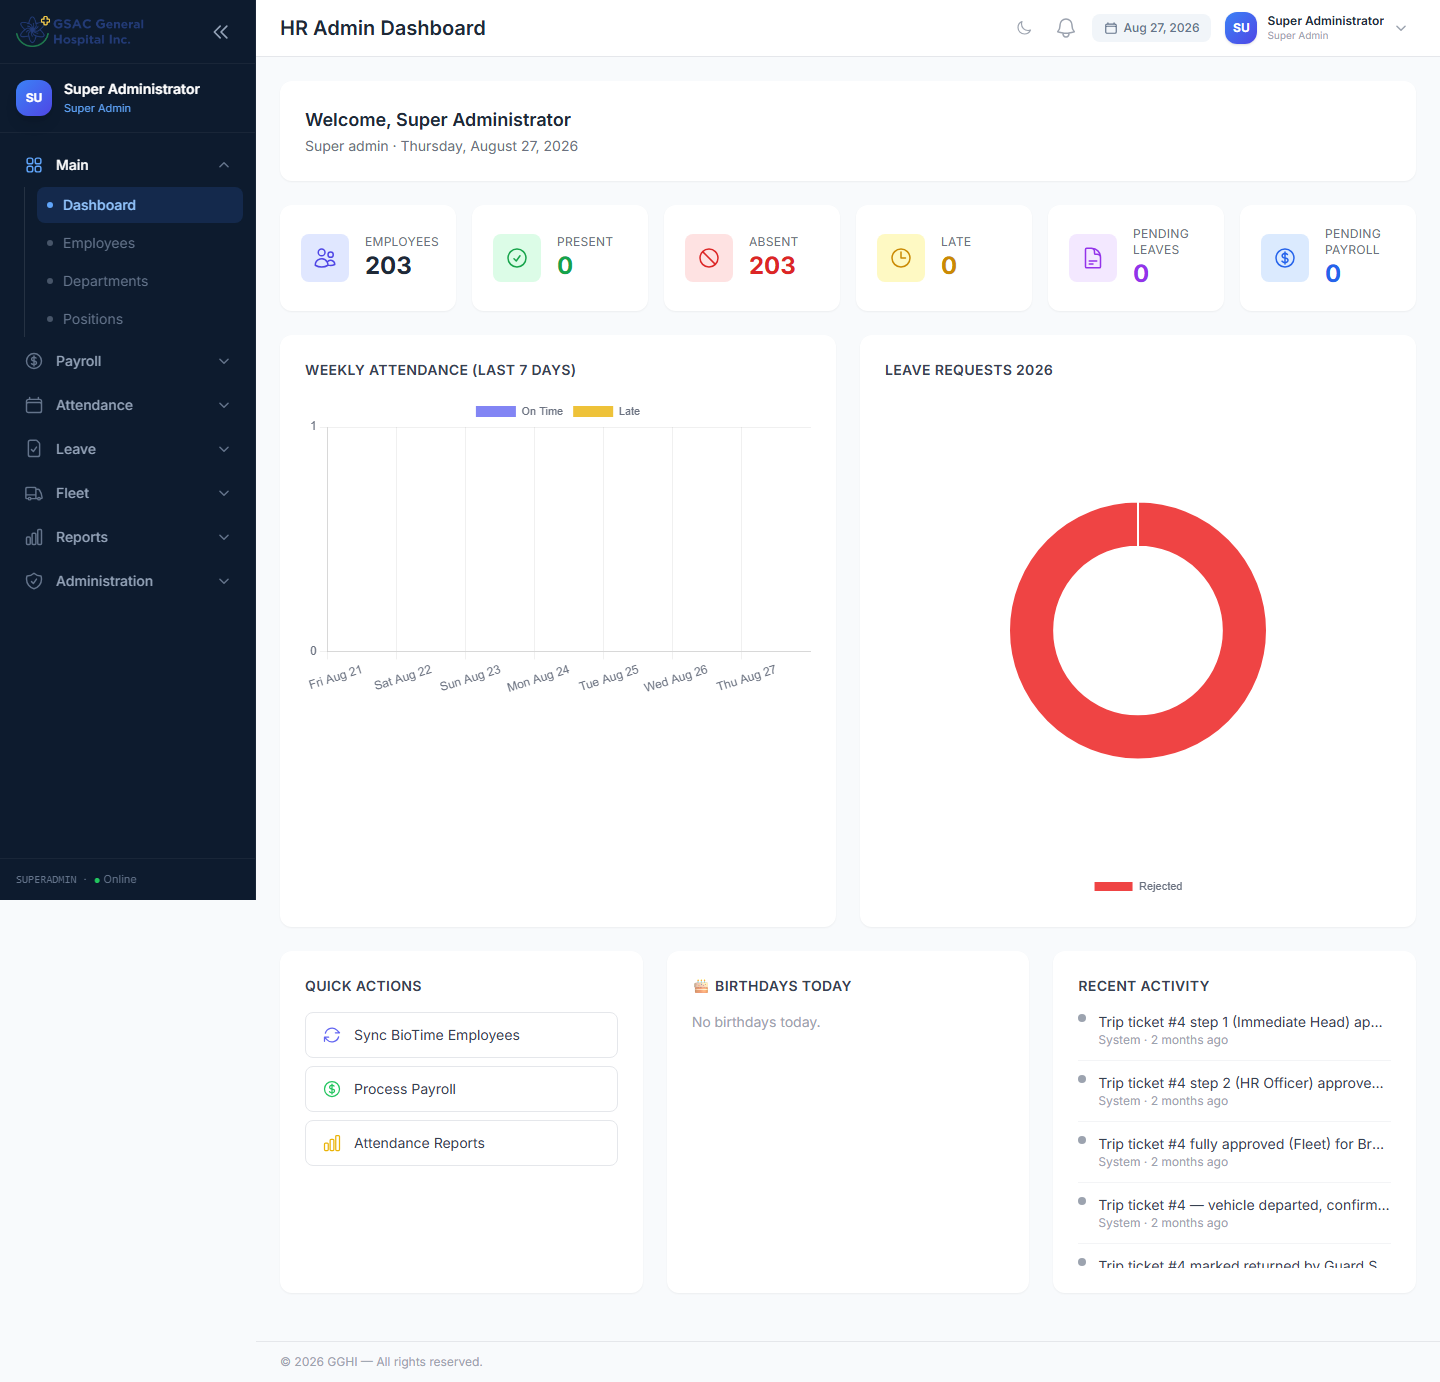 GSAC General
Hospital Inc.
SU
Super Administrator
Super Admin
Main
Dashboard
Employees
Departments
Positions
Payroll
Attendance
Leave
Fleet
Reports
Administration
SUPERADMIN · Online
HR Admin Dashboard
Aug 27, 2026
SU
Super Administrator
Super Admin
Welcome, Super Administrator
Super admin · Thursday, August 27, 2026
EMPLOYEES
203
PRESENT
0
ABSENT
203
LATE
0
PENDING
LEAVES
0
PENDING
PAYROLL
0
WEEKLY ATTENDANCE (LAST 7 DAYS)
On Time
Late
1
0
Fri Aug 21
Sat Aug 22
Sun Aug 23
Mon Aug 24
Tue Aug 25
Wed Aug 26
Thu Aug 27
LEAVE REQUESTS 2026
Rejected
QUICK ACTIONS
Sync BioTime Employees
Process Payroll
Attendance Reports
BIRTHDAYS TODAY
No birthdays today.
RECENT ACTIVITY
Trip ticket #4 step 1 (Immediate Head) ap...
System · 2 months ago
Trip ticket #4 step 2 (HR Officer) approve...
System · 2 months ago
Trip ticket #4 fully approved (Fleet) for Br...
System · 2 months ago
Trip ticket #4 — vehicle departed, confirm...
System · 2 months ago
Trip ticket #4 marked returned by Guard S...
© 2026 GGHI — All rights reserved.